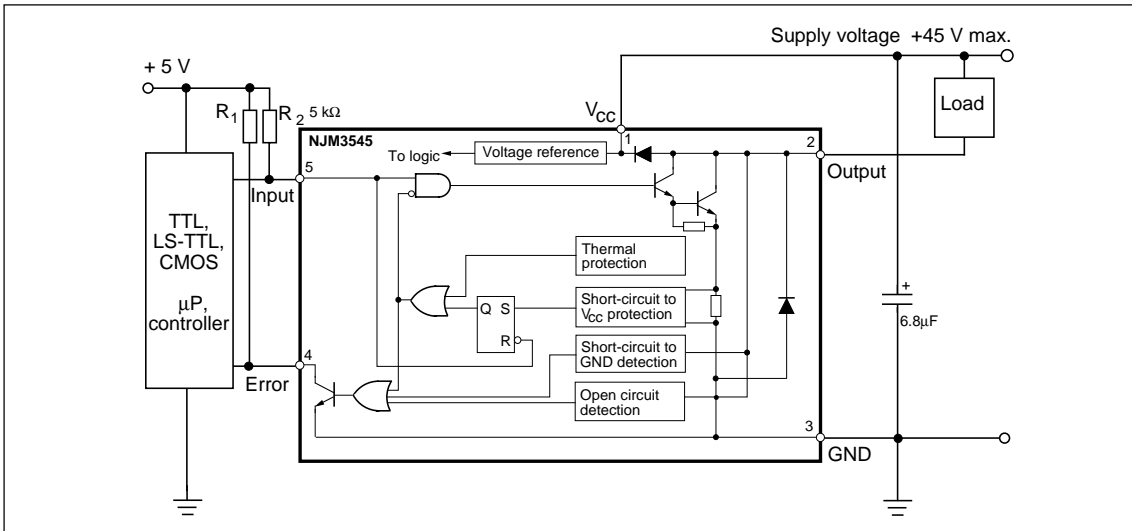 Supply voltage +45 V max.
+ 5 V
R1
R2 5 kΩ
VCC
Load
NJM3545
1
2
To logic
Voltage reference
Output
5
Input
TTL,
LS-TTL,
CMOS
µP,
controller
Thermal
protection
Q S
R
Short-circuit to
VCC protection
+
6.8µF
Short-circuit to
GND detection
4
Error
Open circuit
detection
3
GND